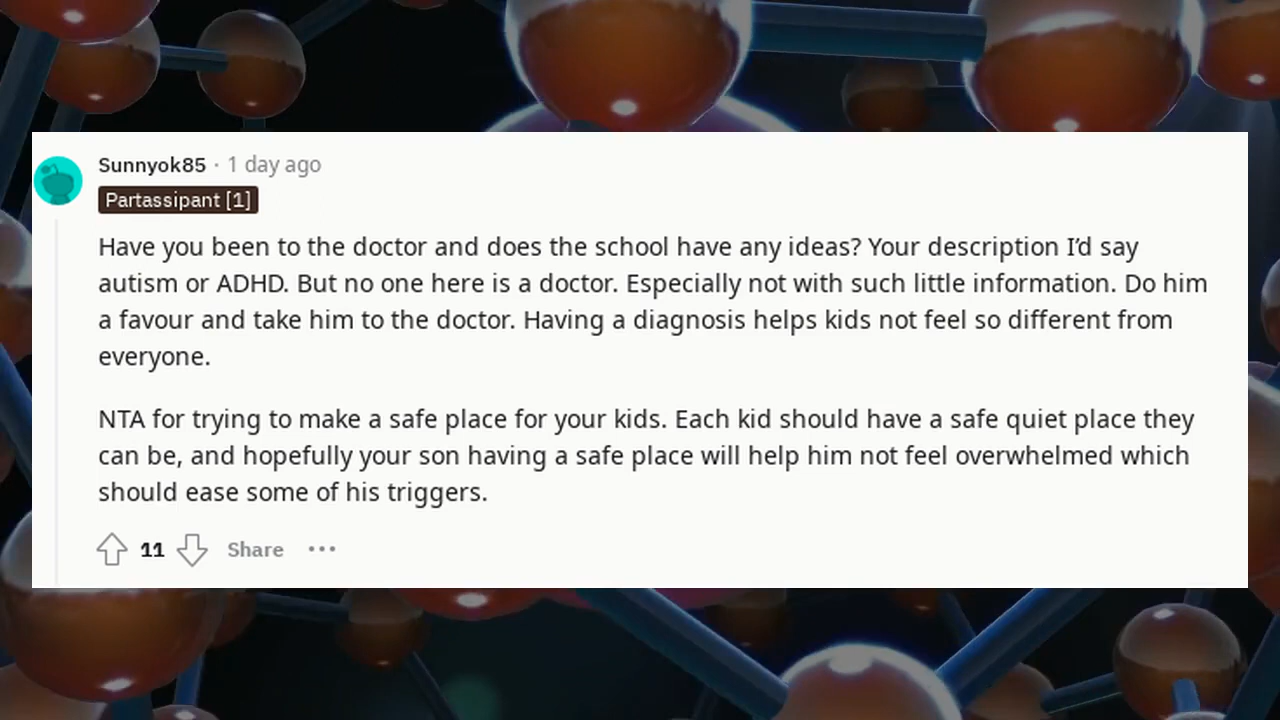 Sunnyok85 · 1 day ago
Partassipant [1]
Have you been to the doctor and does the school have any ideas? Your description I'd say
autism or ADHD. But no one here is a doctor. Especially not with such little information. Do him
a favour and take him to the doctor. Having a diagnosis helps kids not feel so different from
everyone.
NTA for trying to make a safe place for your kids. Each kid should have a safe quiet place they
can be, and hopefully your son having a safe place will help him not feel overwhelmed which
should ease some of his triggers.
11 Share •••